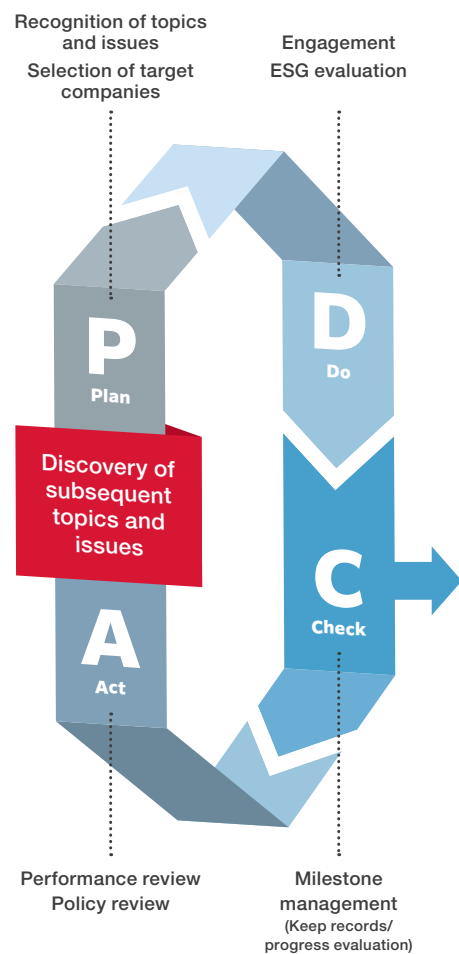 Recognition of topics
and issues
Selection of target
companies
Engagement
ESG evaluation
P
Plan
D
Do
Discovery of
subsequent
topics and
issues
C
Check
A
Act
Performance review
Policy review
Milestone
management
(Keep records/
progress evaluation)